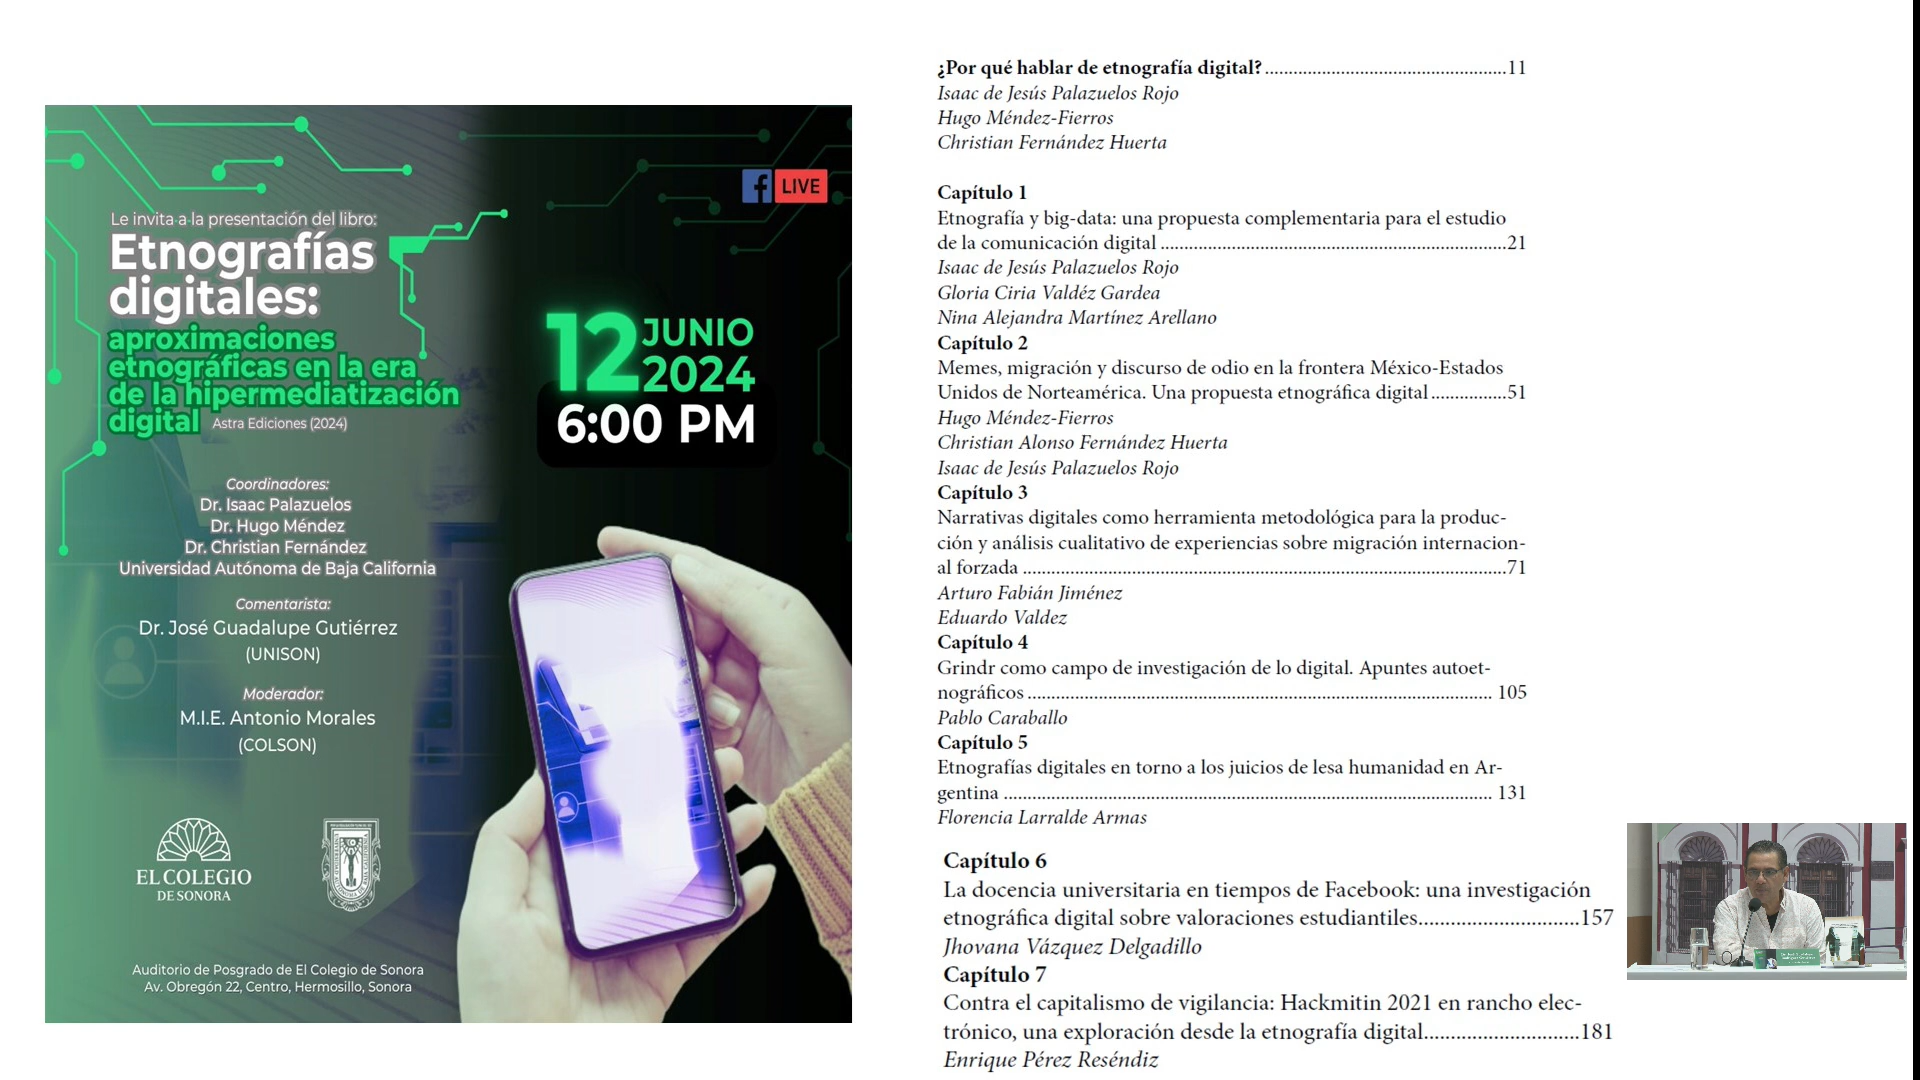 LIVE
Le invita a la presentación del libro:
Etnografías
digitales:
aproximaciones
etnográficas en la era
de la hipermediatización
digital Astra Ediciones (2024)
12 JUNIO
2024
6:00 PM
Coordinadores:
Dr. Isaac Palazuelos
Dr. Hugo Méndez
Dr. Christian Fernández
Universidad Autónoma de Baja California
Comentarista:
Dr. José Guadalupe Gutiérrez
(UNISON)
Moderador:
M.I.E. Antonio Morales
(COLSON)
EL COLEGIO
DE SONORA
Auditorio de Posgrado de El Colegio de Sonora
Av. Obregón 22, Centro, Hermosillo, Sonora
¿Por qué hablar de etnografía digital?...................................................11
Isaac de Jesús Palazuelos Rojo
Hugo Méndez-Fierros
Christian Fernández Huerta
Capítulo 1
Etnografía y big-data: una propuesta complementaria para el estudio
de la comunicación digital .........................................................................21
Isaac de Jesús Palazuelos Rojo
Gloria Ciria Valdéz Gardea
Nina Alejandra Martínez Arellano
Capítulo 2
Memes, migración y discurso de odio en la frontera México-Estados
Unidos de Norteamérica. Una propuesta etnográfica digital................51
Hugo Méndez-Fierros
Christian Alonso Fernández Huerta
Isaac de Jesús Palazuelos Rojo
Capítulo 3
Narrativas digitales como herramienta metodológica para la produc-
ción y análisis cualitativo de experiencias sobre migración internacion-
al forzada ......................................................................................................71
Arturo Fabián Jiménez
Eduardo Valdez
Capítulo 4
Grindr como campo de investigación de lo digital. Apuntes autoet-
nográficos .................................................................................................. 105
Pablo Caraballo
Capítulo 5
Etnografías digitales en torno a los juicios de lesa humanidad en Ar-
gentina ....................................................................................................... 131
Florencia Larralde Armas
Capítulo 6
La docencia universitaria en tiempos de Facebook: una investigación
etnográfica digital sobre valoraciones estudiantiles............................157
Jhovana Vázquez Delgadillo
Capítulo 7
Contra el capitalismo de vigilancia: Hackmitin 2021 en rancho elec-
trónico, una exploración desde la etnografía digital...........................181
Enrique Pérez Reséndiz